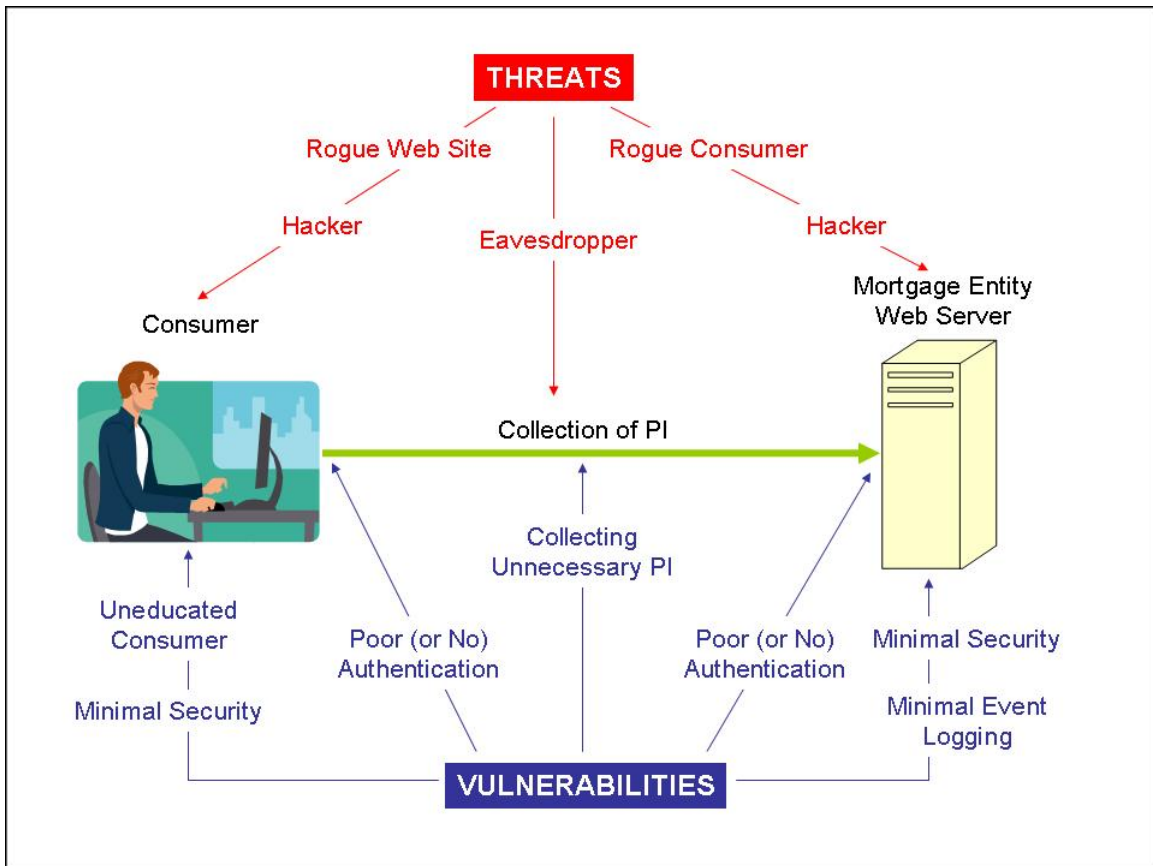 THREATS
Rogue Web Site
Rogue Consumer
Hacker
Eavesdropper
Hacker
Consumer
Mortgage Entity
Web Server
Collection of PI
Collecting
Unnecessary PI
Uneducated
Consumer
Poor (or No)
Authentication
Poor (or No)
Authentication
Minimal Security
Minimal Security
Minimal Event
Logging
VULNERABILITIES